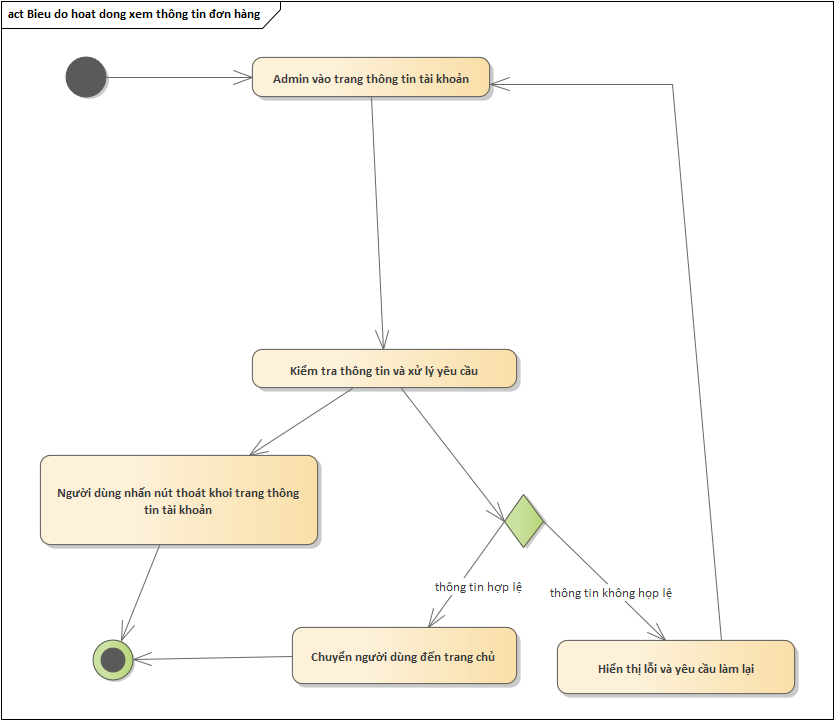 act Bieu do hoat dong xem thông tin đơn hàng
Admin vào trang thông tin tài khoản
Kiểm tra thông tin và xử lý yêu cầu
Người dùng nhấn nút thoát khoi trang thông
tin tài khoản
thông tin hợp lệ
thông tin không họp lệ
Chuyển người dùng đến trang chủ
Hiển thị lỗi và yêu cầu làm lại